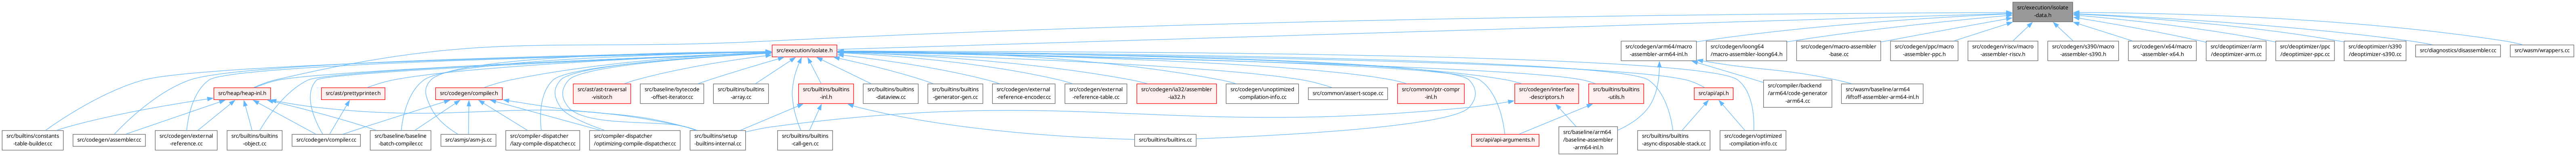 src/execution/isolate
-data.h
src/execution/isolate.h
src/codegen/arm64/macro
-assembler-arm64-inl.h
src/codegen/loong64
/macro-assembler-loong64.h
src/codegen/macro-assembler
-base.cc
src/codegen/ppc/macro
-assembler-ppc.h
src/codegen/riscv/macro
-assembler-riscv.h
src/codegen/s390/macro
-assembler-s390.h
src/codegen/x64/macro
-assembler-x64.h
src/deoptimizer/arm
/deoptimizer-arm.cc
src/deoptimizer/ppc
/deoptimizer-ppc.cc
src/deoptimizer/s390
/deoptimizer-s390.cc
src/diagnostics/disassembler.cc
src/wasm/wrappers.cc
src/heap/heap-inl.h
src/ast/prettyprinter.h
src/codegen/compiler.h
src/ast/ast-traversal
-visitor.h
src/baseline/bytecode
-offset-iterator.cc
src/builtins/builtins
-array.cc
src/builtins/builtins
-inl.h
src/builtins/builtins
-dataview.cc
src/builtins/builtins
-generator-gen.cc
src/codegen/external
-reference-encoder.cc
src/codegen/external
-reference-table.cc
src/codegen/ia32/assembler
-ia32.h
src/codegen/unoptimized
-compilation-info.cc
src/common/assert-scope.cc
src/common/ptr-compr
-inl.h
src/codegen/interface
-descriptors.h
src/builtins/builtins
-utils.h
src/api/api.h
src/compiler/backend
/arm64/code-generator
-arm64.cc
src/wasm/baseline/arm64
/liftoff-assembler-arm64-inl.h
src/builtins/constants
-table-builder.cc
src/codegen/assembler.cc
src/codegen/external
-reference.cc
src/builtins/builtins
-object.cc
src/codegen/compiler.cc
src/baseline/baseline
-batch-compiler.cc
src/asmjs/asm-js.cc
src/compiler-dispatcher
/lazy-compile-dispatcher.cc
src/compiler-dispatcher
/optimizing-compile-dispatcher.cc
src/builtins/setup
-builtins-internal.cc
src/builtins/builtins
-call-gen.cc
src/builtins/builtins.cc
src/api/api-arguments.h
src/baseline/arm64
/baseline-assembler
-arm64-inl.h
src/builtins/builtins
-async-disposable-stack.cc
src/codegen/optimized
-compilation-info.cc